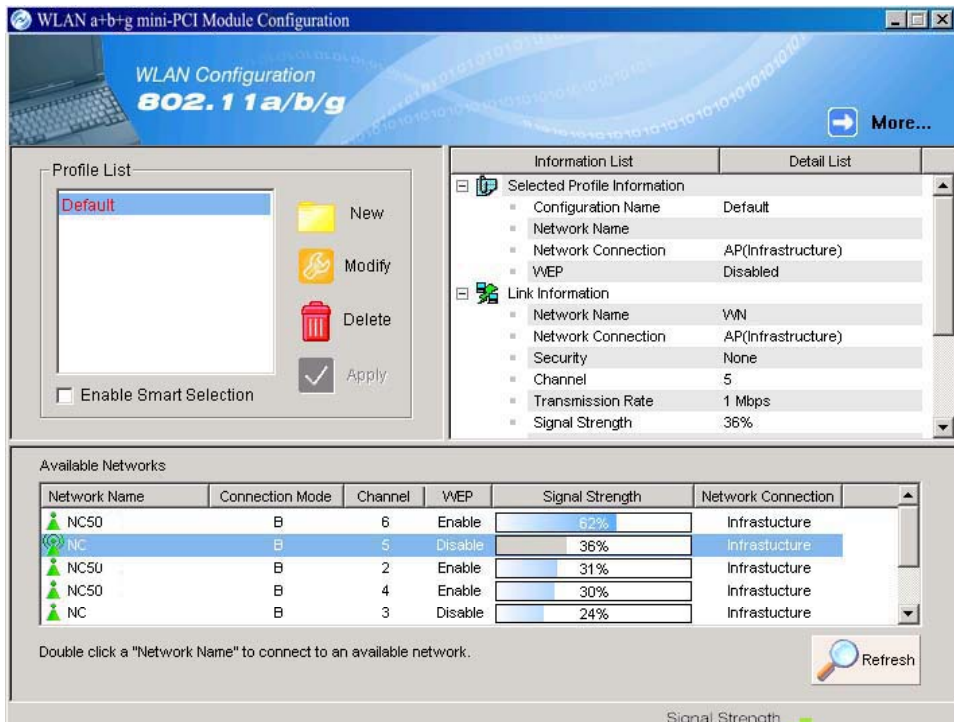 WLAN a+b+g mini-PCI Module Configuration
WLAN Configuration
802.11a/b/g
More...
Profile List
Default
New
Modify
Delete
Apply
Enable Smart Selection
Information List Detail List
Selected Profile Information
Configuration Name Default
Network Name
Network Connection AP(Infrastructure)
WEP Disabled
Link Information
Network Name WN
Network Connection AP(Infrastructure)
Security None
Channel 5
Transmission Rate 1 Mbps
Signal Strength 36%
Available Networks
Network Name Connection Mode Channel WEP Signal Strength Network Connection
NC50 B 6 Enable 62% Infrastucture
NC B 5 Disable 36% Infrastucture
NC50 B 2 Enable 31% Infrastucture
NC50 B 4 Enable 30% Infrastucture
NC B 3 Disable 24% Infrastucture
Double click a "Network Name" to connect to an available network.
Refresh
Signal Strength